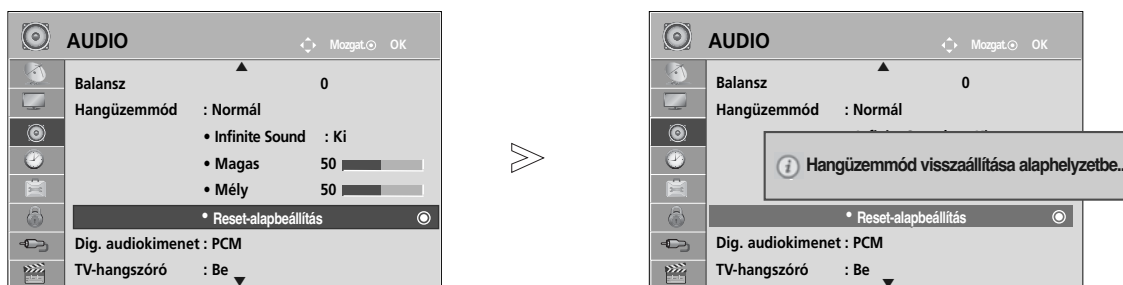 AUDIO Mozgat. OK
Balansz 0
Hangüzemmód : Normál
• Infinite Sound : Ki
• Magas 50
• Mély 50
• Reset-alapbeállítás
Dig. audiokimenet : PCM
TV-hangszóró : Be
AUDIO Mozgat. OK
Balansz 0
Hangüzemmód : Normál
Hangüzemmód visszaállítása alaphelyzetbe..
• Reset-alapbeállítás
Dig. audiokimenet : PCM
TV-hangszóró : Be